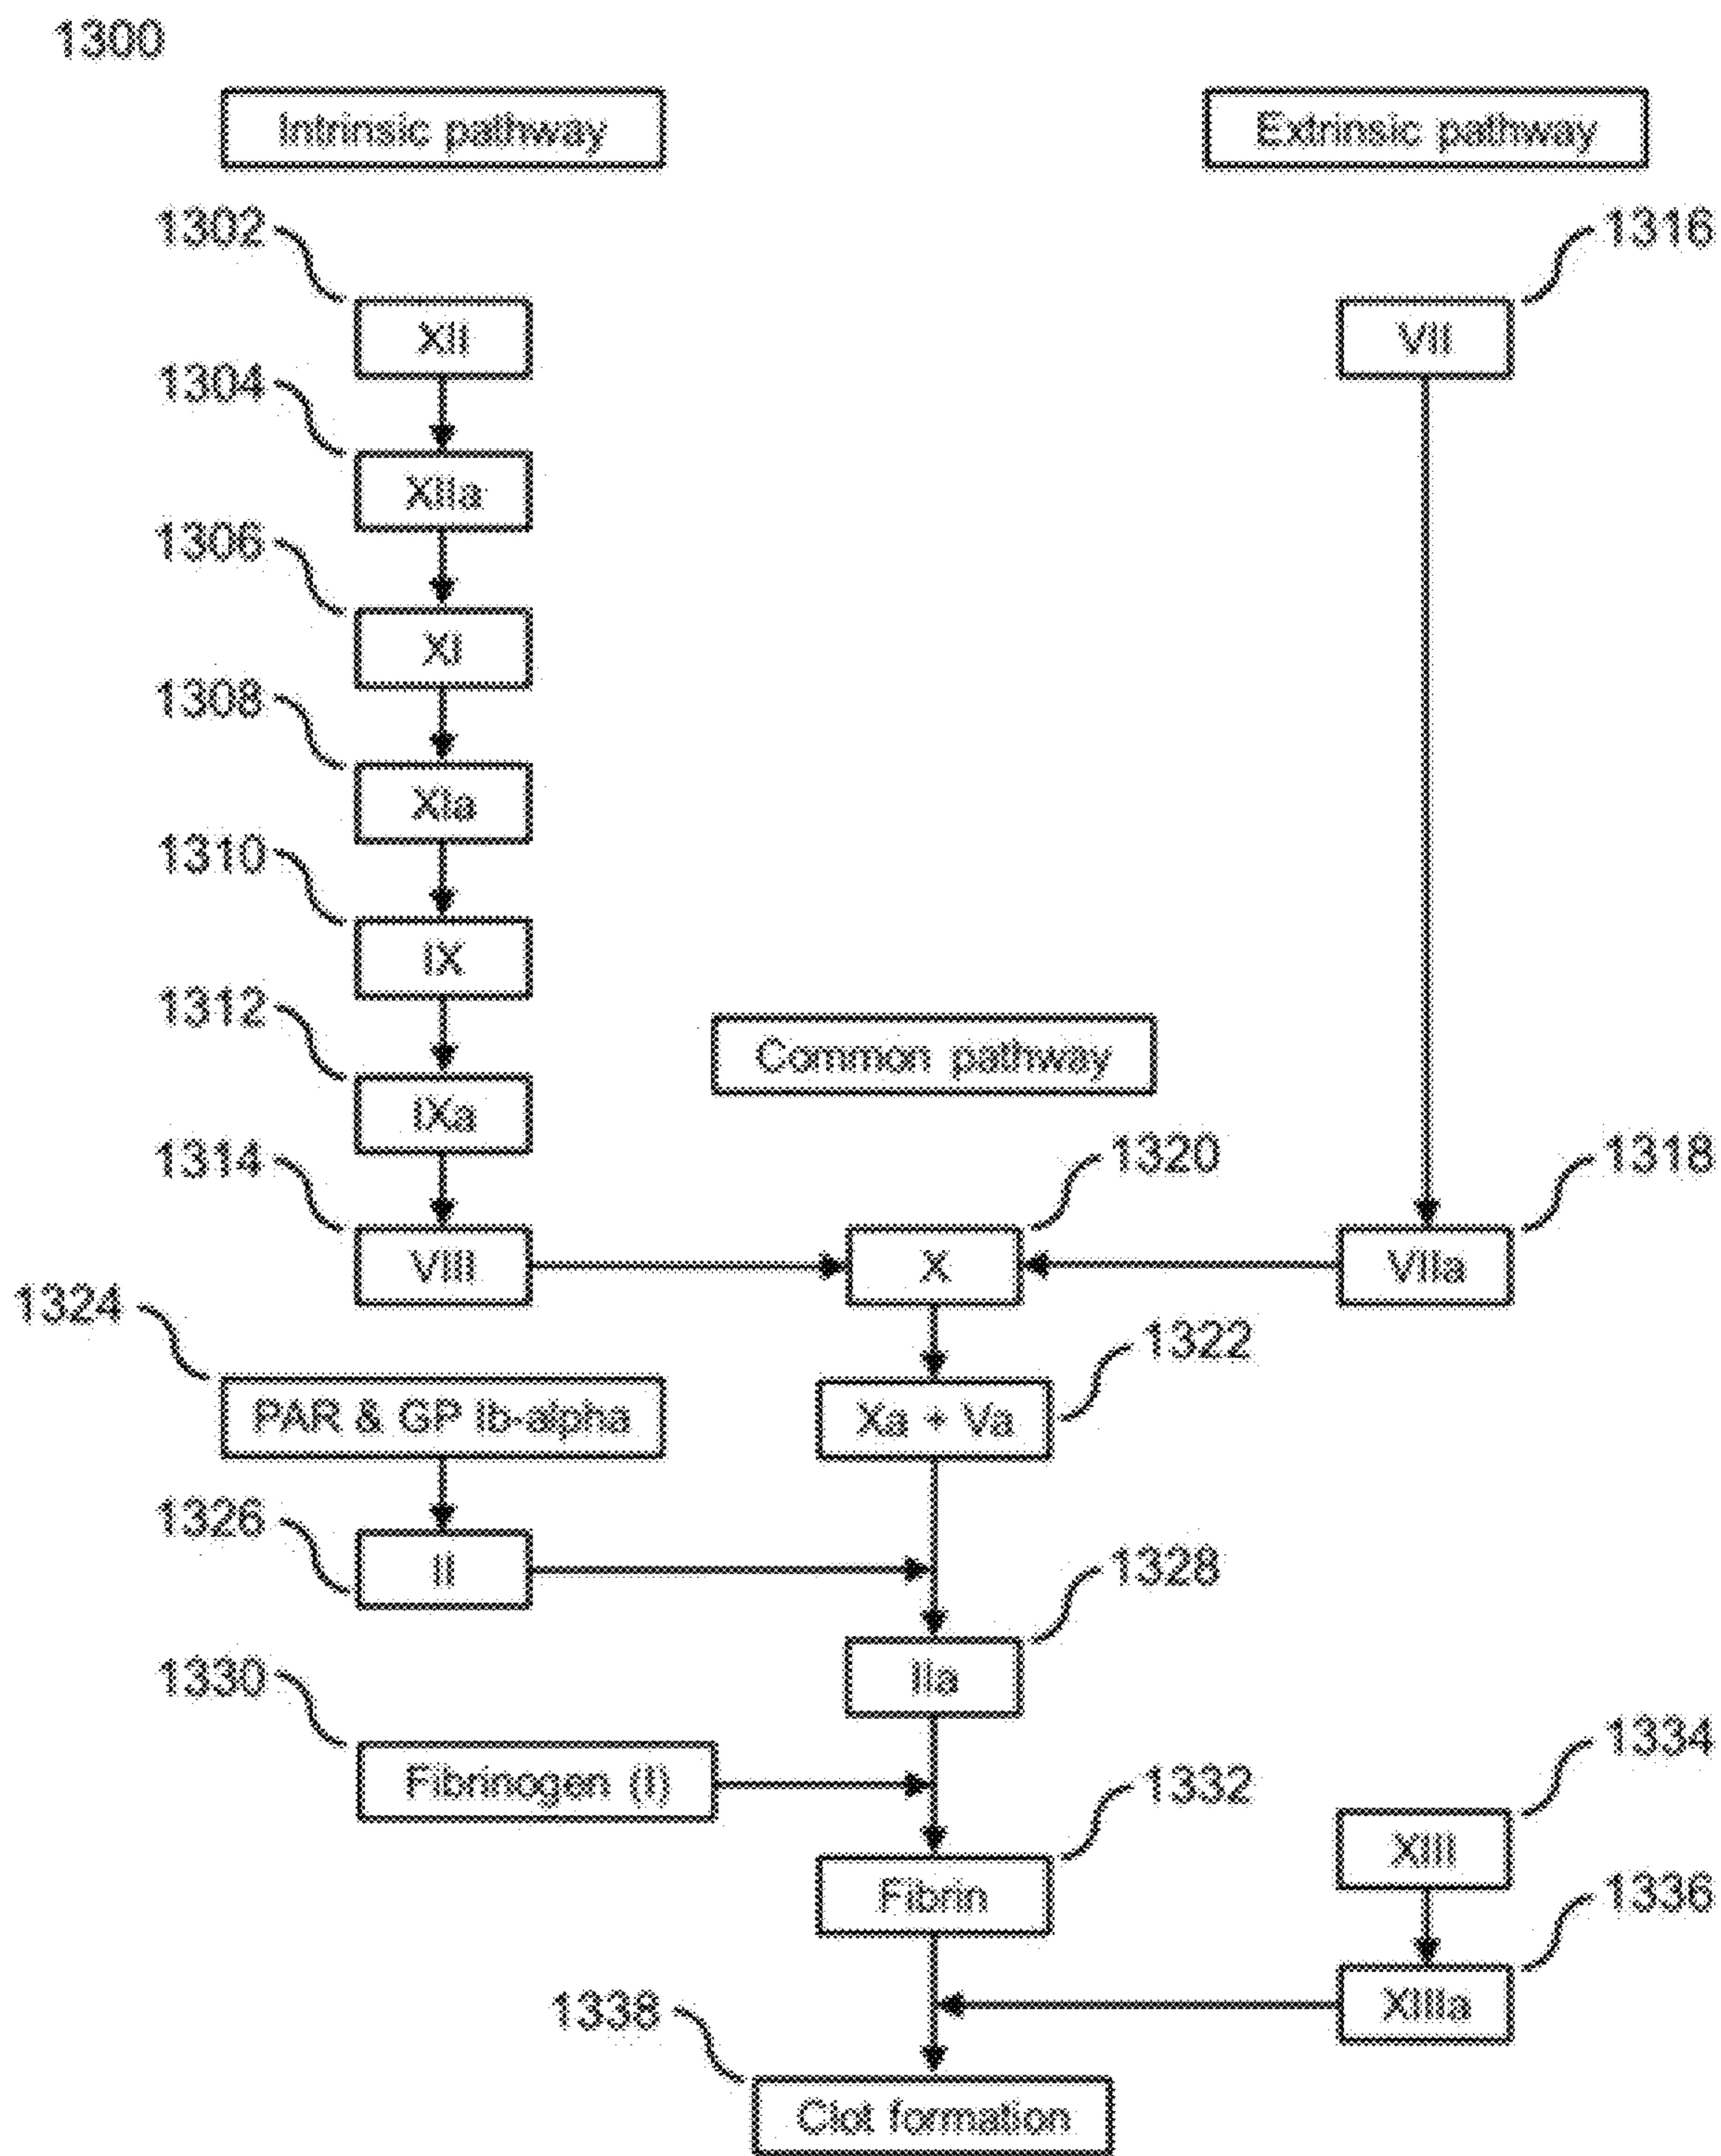 1300
Intrinsic pathway
Extrinsic pathway
1302
1316
XII
VII
1304
XIIa
1306
XI
1308
XIa
1310
IX
1312
Common pathway
IXa
1314
1320
1318
VIII
X
VIIa
1324
1322
PAR & GP Ib-alpha
Xa + Va
1326
1328
II
1330
IIa
1334
Fibrinogen (I)
1332
XIII
Fibrin
1336
1338
XIIIa
Clot formation